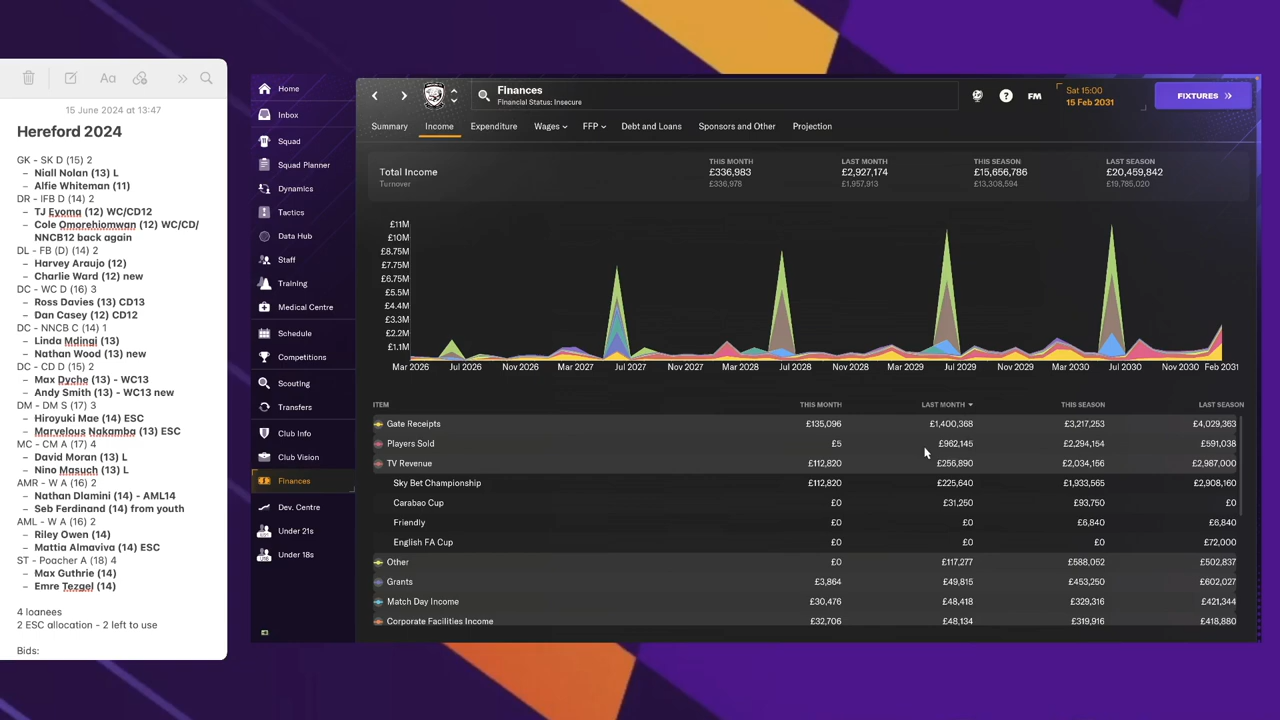 Aa
15 June 2024 at 13:47
Hereford 2024
GK - SK D (15) 2
– Niall Nolan (13) L
– Alfie Whiteman (11)
DR - IFB D (14) 2
– TJ Eyoma (12) WC/CD12
– Cole Omorehiomwan (12) WC/CD/
NNCB12 back again
DL - FB (D) (14) 2
– Harvey Araujo (12)
– Charlie Ward (12) new
DC - WC D (16) 3
– Ross Davies (13) CD13
– Dan Casey (12) CD12
DC - NNCB C (14) 1
– Linda Mdingi (13)
– Nathan Wood (13) new
DC - CD D (15) 2
– Max Dyche (13) - WC13
– Andy Smith (13) - WC13 new
DM - DM S (17) 3
– Hiroyuki Mae (14) ESC
– Marvelous Nakamba (13) ESC
MC - CM A (17) 4
– David Moran (13) L
– Nino Masuch (13) L
AMR - W A (16) 2
– Nathan Dlamini (14) - AML14
– Seb Ferdinand (14) from youth
AML - W A (16) 2
– Riley Owen (14)
– Mattia Almaviva (14) ESC
ST - Poacher A (18) 4
– Max Guthrie (14)
– Emre Tezgel (14)
4 loanees
2 ESC allocation - 2 left to use
Bids:
Home
Inbox
Squad
Squad Planner
Dynamics
Tactics
Data Hub
Staff
Training
Medical Centre
Schedule
Competitions
Scouting
Transfers
Club Info
Club Vision
Finances
Dev. Centre
Under 21s
Under 18s
Finances
Financial Status: Insecure
FM
Sat 15:00
15 Feb 2031
FIXTURES
Summary Income Expenditure Wages FFP Debt and Loans Sponsors and Other Projection
Total Income
Turnover
THIS MONTH LAST MONTH THIS SEASON LAST SEASON
£336,983 £2,927,174 £15,656,786 £20,459,842
£336,978 £1,957,913 £13,308,594 £19,785,020
£11M
£10M
£8.75M
£7.75M
£6.75M
£5.5M
£4.4M
£3.3M
£2.2M
£1.1M
Mar 2026 Jul 2026 Nov 2026 Mar 2027 Jul 2027 Nov 2027 Mar 2028 Jul 2028 Nov 2028 Mar 2029 Jul 2029 Nov 2029 Mar 2030 Jul 2030 Nov 2030 Feb 2031
ITEM THIS MONTH LAST MONTH THIS SEASON LAST SEASON
Gate Receipts £135,096 £1,400,368 £3,217,253 £4,029,363
Players Sold £5 £962,145 £2,294,154 £591,038
TV Revenue £112,820 £256,890 £2,034,156 £2,987,000
Sky Bet Championship £112,820 £225,640 £1,933,565 £2,908,160
Carabao Cup £0 £31,250 £93,750 £0
Friendly £0 £0 £6,840 £6,840
English FA Cup £0 £0 £0 £72,000
Other £0 £117,277 £588,052 £502,837
Grants £3,864 £49,815 £453,250 £602,027
Match Day Income £30,476 £48,418 £329,316 £421,344
Corporate Facilities Income £32,706 £48,134 £319,916 £418,880